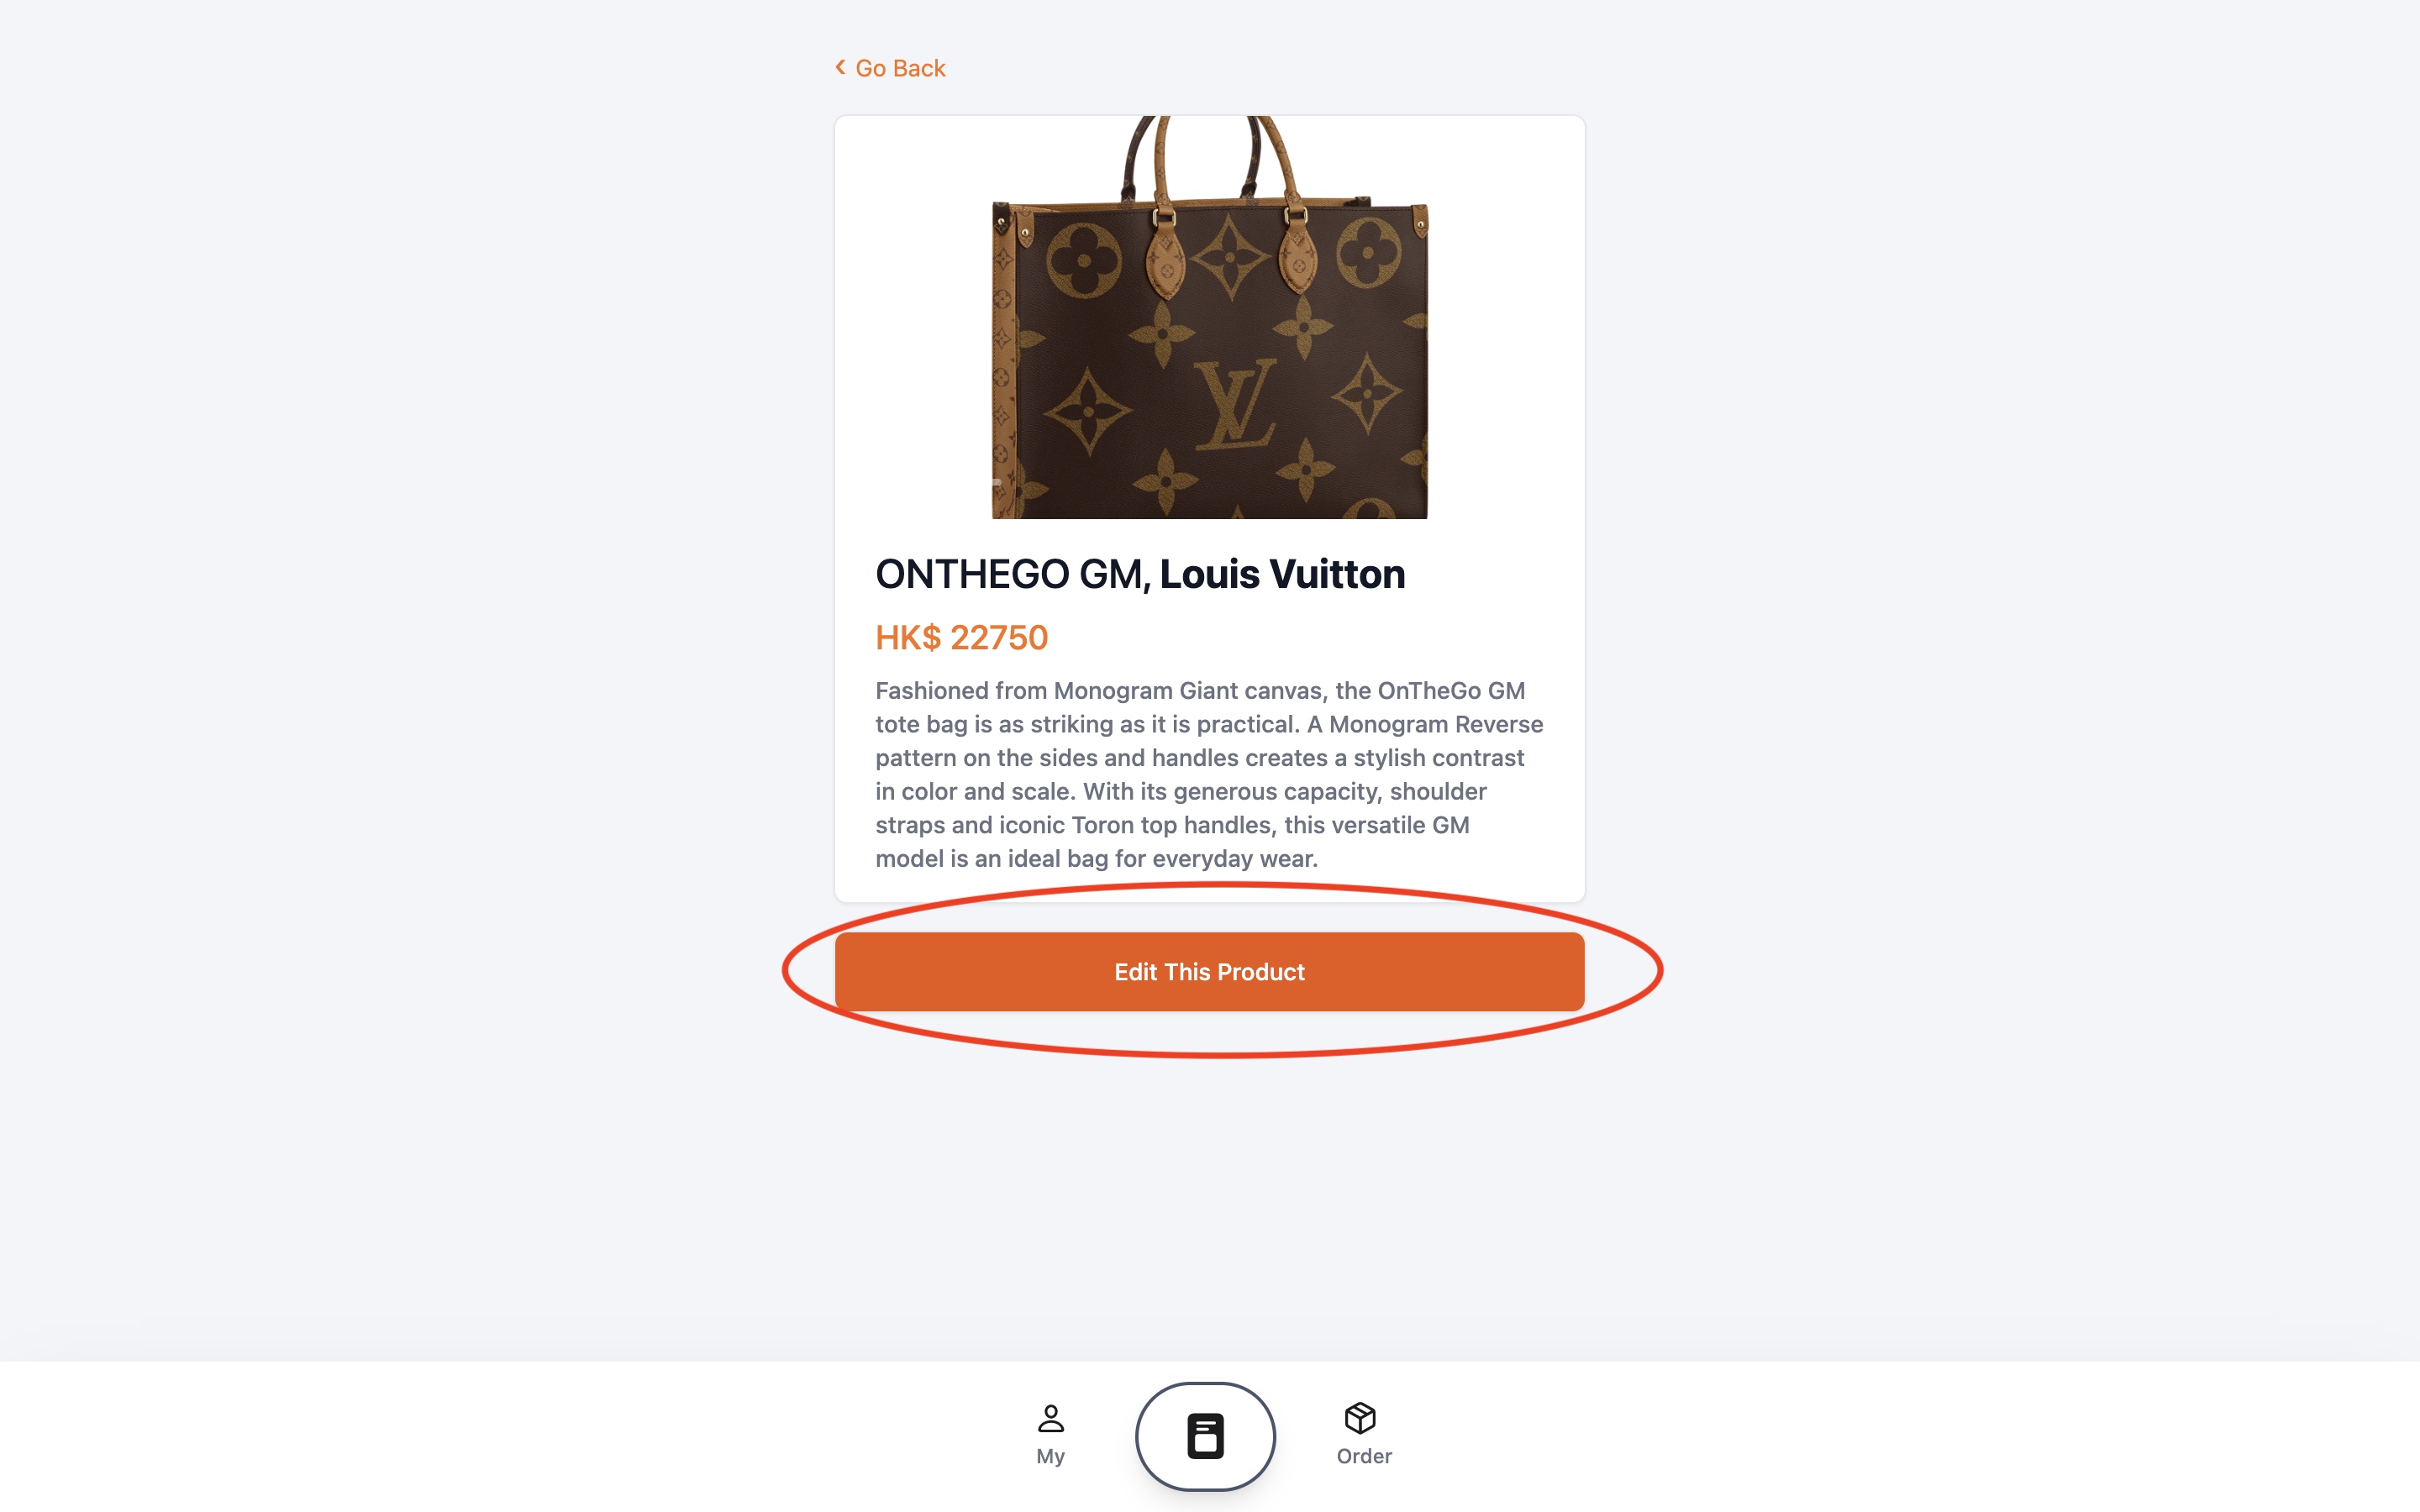 Go Back
ONTHEGO GM, Louis Vuitton
HK$ 22750
Fashioned from Monogram Giant canvas, the OnTheGo GM
tote bag is as striking as it is practical. A Monogram Reverse
pattern on the sides and handles creates a stylish contrast
in color and scale. With its generous capacity, shoulder
straps and iconic Toron top handles, this versatile GM
model is an ideal bag for everyday wear.
Edit This Product
My
Order